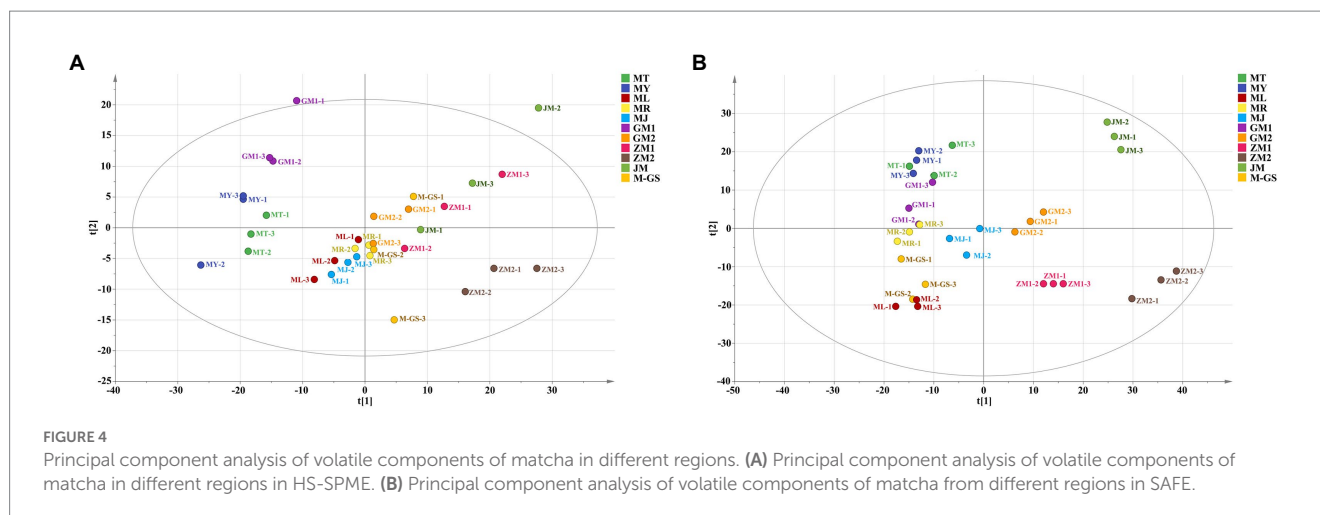 A
MT
MY
ML
MR
MJ
GM1
GM2
ZM1
ZM2
JM
M-GS
t[2]
20
15
10
5
0
-5
-10
-15
-20
-25
-40
-30
-20
-10
0
10
20
30
40
t[1]
GM1-1
JM-2
GM1-3
GM1-2
ZM1-3
JM-3
MY-3
MY-1
M-GS-1
ZM1-1
MT-1
GM2-1
GM2-2
MT-3
JM-1
ML-1
MR-1
MR-2
GM2-3
ZM1-2
MT-2
M-GS-2
MJ-3
ML-2
MJ-2
MY-2
ZM2-1
ZM2-3
MJ-1
ML-3
ZM2-2
M-GS-3
B
MT
MY
ML
MR
MJ
GM1
GM2
ZM1
ZM2
JM
M-GS
t[2]
40
30
20
10
0
-10
-20
-30
-40
-50
-40
-30
-20
-10
0
10
20
30
40
t[1]
JM-2
JM-1
JM-3
MT-3
MY-2
MY-1
MT-1
MY-3
MT-2
GM1-3
GM1-1
GM2-3
GM2-1
GM1-2
MR-3
MR-2
MJ-3
GM2-2
MR-1
MJ-1
MJ-2
M-GS-1
ZM2-3
ZM1-1
ZM2-2
M-GS-3
ZM1-2
ZM1-3
M-GS-2
ML-2
ZM2-1
ML-1
ML-3
FIGURE 4
Principal component analysis of volatile components of matcha in different regions. (A) Principal component analysis of volatile components of
matcha in different regions in HS-SPME. (B) Principal component analysis of volatile components of matcha from different regions in SAFE.